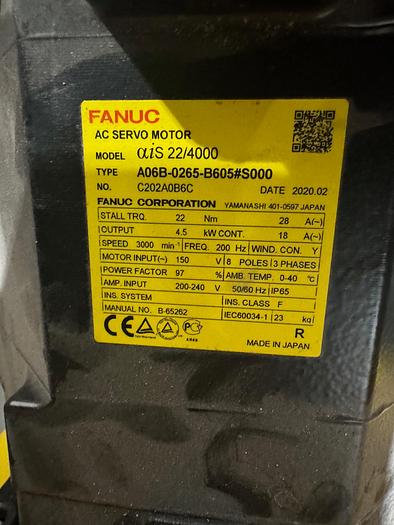 FANUC
AC SERVO MOTOR
MODEL αiS 22/4000
TYPE A06B-0265-B605#S000
NO. C202A0B6C DATE 2020.02
FANUC CORPORATION YAMANASHI 401-0597 JAPAN
STALL TRQ. 22 Nm 28 A(~)
OUTPUT 4.5 kW CONT. 18 A(~)
SPEED 3000 min⁻¹ FREQ. 200 Hz WIND. CON. Y
MOTOR INPUT(~) 150 V 8 POLES 3 PHASES
POWER FACTOR 97 % AMB. TEMP. 0-40 ℃
AMP. INPUT 200-240 V 50/60 Hz IP65
INS. SYSTEM INS. CLASS F
MANUAL NO. B-65262 IEC60034-1 23 kg
CE R
MADE IN JAPAN